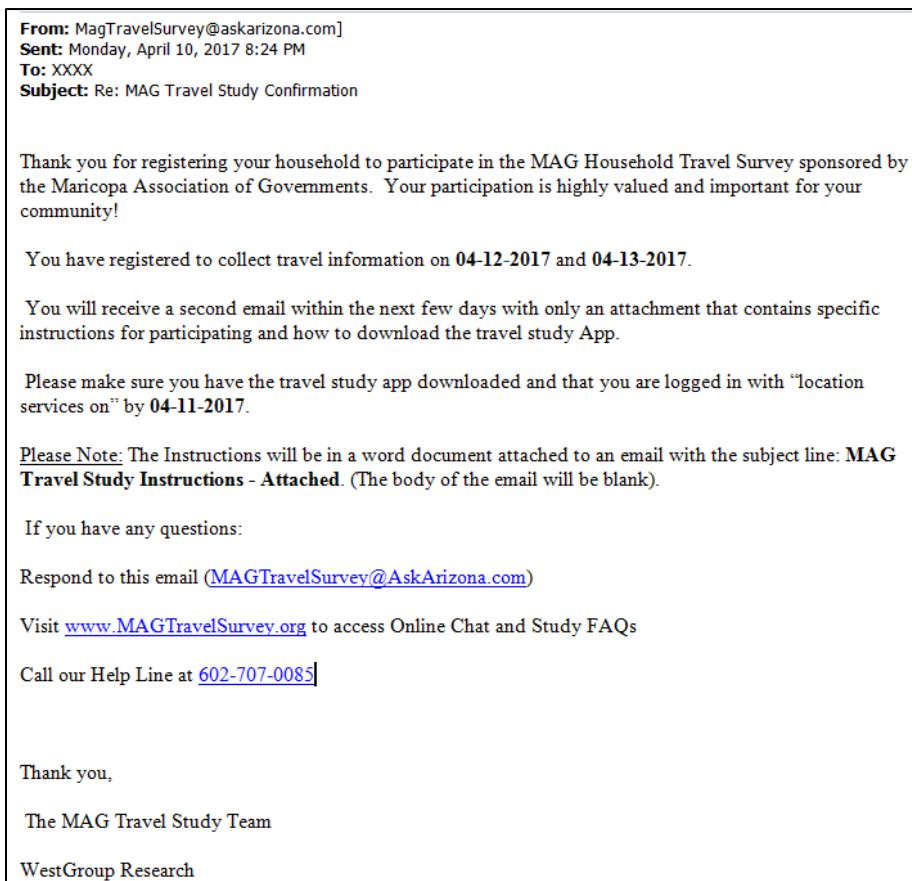 From: MagTravelSurvey@askarizona.com]
Sent: Monday, April 10, 2017 8:24 PM
To: XXXX
Subject: Re: MAG Travel Study Confirmation
Thank you for registering your household to participate in the MAG Household Travel Survey sponsored by
the Maricopa Association of Governments.  Your participation is highly valued and important for your
community!
You have registered to collect travel information on 04-12-2017 and 04-13-2017.
You will receive a second email within the next few days with only an attachment that contains specific
instructions for participating and how to download the travel study App.
Please make sure you have the travel study app downloaded and that you are logged in with “location
services on” by 04-11-2017.
Please Note: The Instructions will be in a word document attached to an email with the subject line: MAG
Travel Study Instructions - Attached. (The body of the email will be blank).
If you have any questions:
Respond to this email (MAGTravelSurvey@AskArizona.com)
Visit www.MAGTravelSurvey.org to access Online Chat and Study FAQs
Call our Help Line at 602-707-0085
Thank you,
The MAG Travel Study Team
WestGroup Research